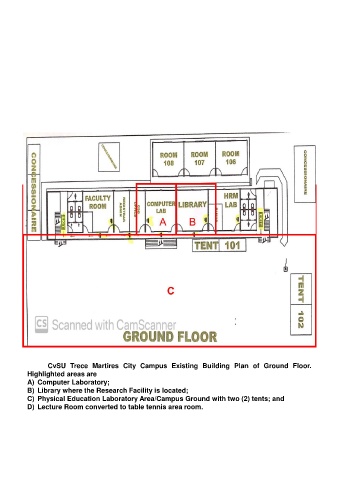 ROOM 108
ROOM 107
ROOM 106
CONCESSIONAIRE
CONCESSIONAIRE
FACULTY ROOM
COMPUTER LAB
A
LIBRARY
B
HRM LAB
TENT 101
C
TENT 102
CS Scanned with CamScanner
GROUND FLOOR
CvSU Trece Martires City Campus Existing Building Plan of Ground Floor.
Highlighted areas are
A) Computer Laboratory;
B) Library where the Research Facility is located;
C) Physical Education Laboratory Area/Campus Ground with two (2) tents; and
D) Lecture Room converted to table tennis area room.